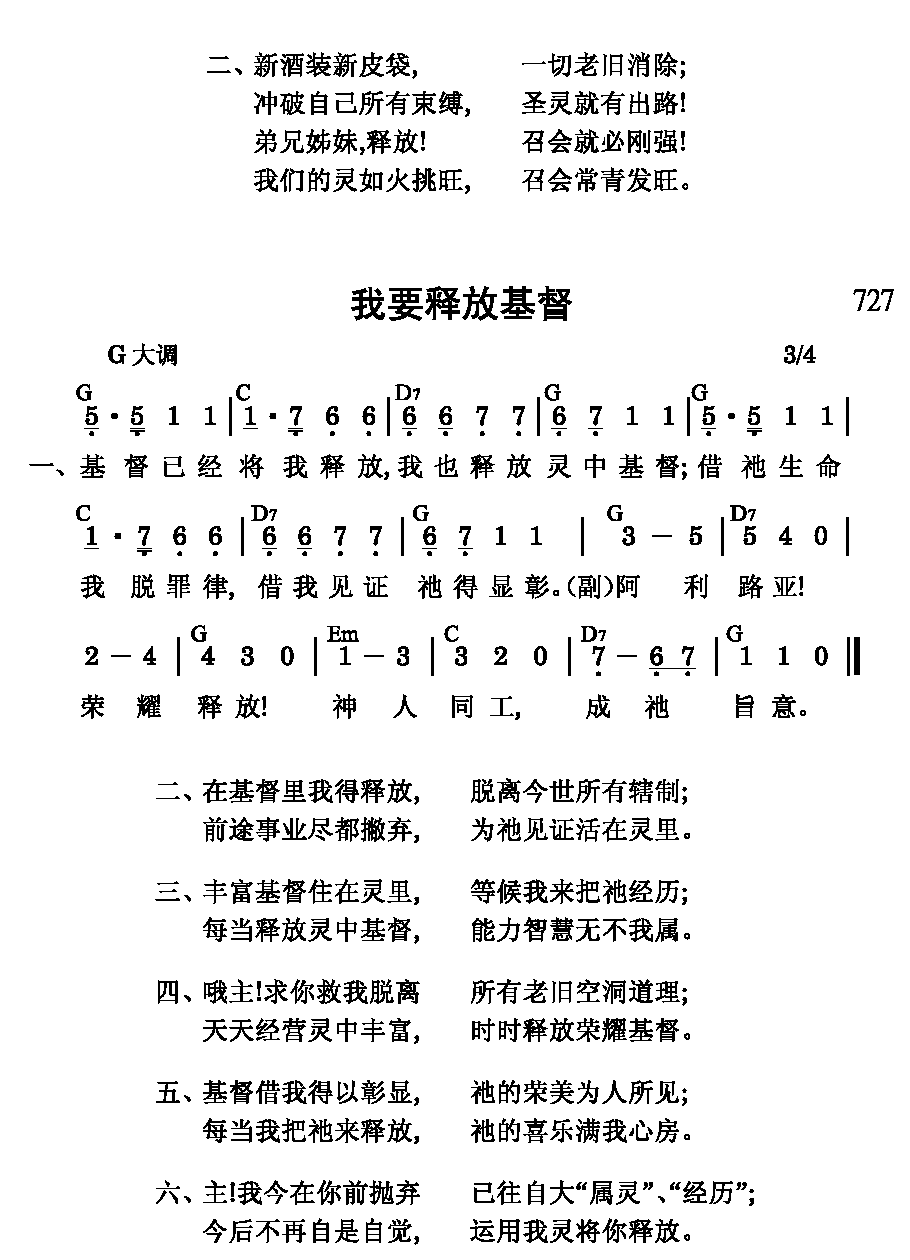 二、新酒装新皮袋, 一切老旧消除;
冲破自己所有束缚, 圣灵就有出路!
弟兄姊妹,释放! 召会就必刚强!
我们的灵如火挑旺, 召会常青发旺。
我要释放基督 727
G 大调 3/4
G C D7 G G
5 · 5 1 1 | 1 · 7 6 6 | 6 6 7 7 | 6 7 1 1 | 5 · 5 1 1 |
一、基督已经将我释放,我也释放灵中基督;借祂生命
C D7 G G D7
1 · 7 6 6 | 6 6 7 7 | 6 7 1 1 | 3 – 5 | 5 4 0 |
我脱罪律,借我见证祂得显彰。(副)阿利路亚!
G Em C D7 G
2 – 4 | 4 3 0 | 1 – 3 | 3 2 0 | 7 – 6 7 | 1 1 0 ‖
荣耀释放! 神人同工, 成祂旨意。
二、在基督里我得释放, 脱离今世所有辖制;
前途事业尽都撇弃, 为祂见证活在灵里。
三、丰富基督住在灵里, 等候我来把祂经历;
每当释放灵中基督, 能力智慧无不我属。
四、哦主!求你救我脱离 所有老旧空洞道理;
天天经营灵中丰富, 时时释放荣耀基督。
五、基督借我得以彰显, 祂的荣美为人所见;
每当我把祂来释放, 祂的喜乐满我心房。
六、主!我今在你前抛弃 已往自大“属灵”、“经历”;
今后不再自是自觉, 运用我灵将你释放。